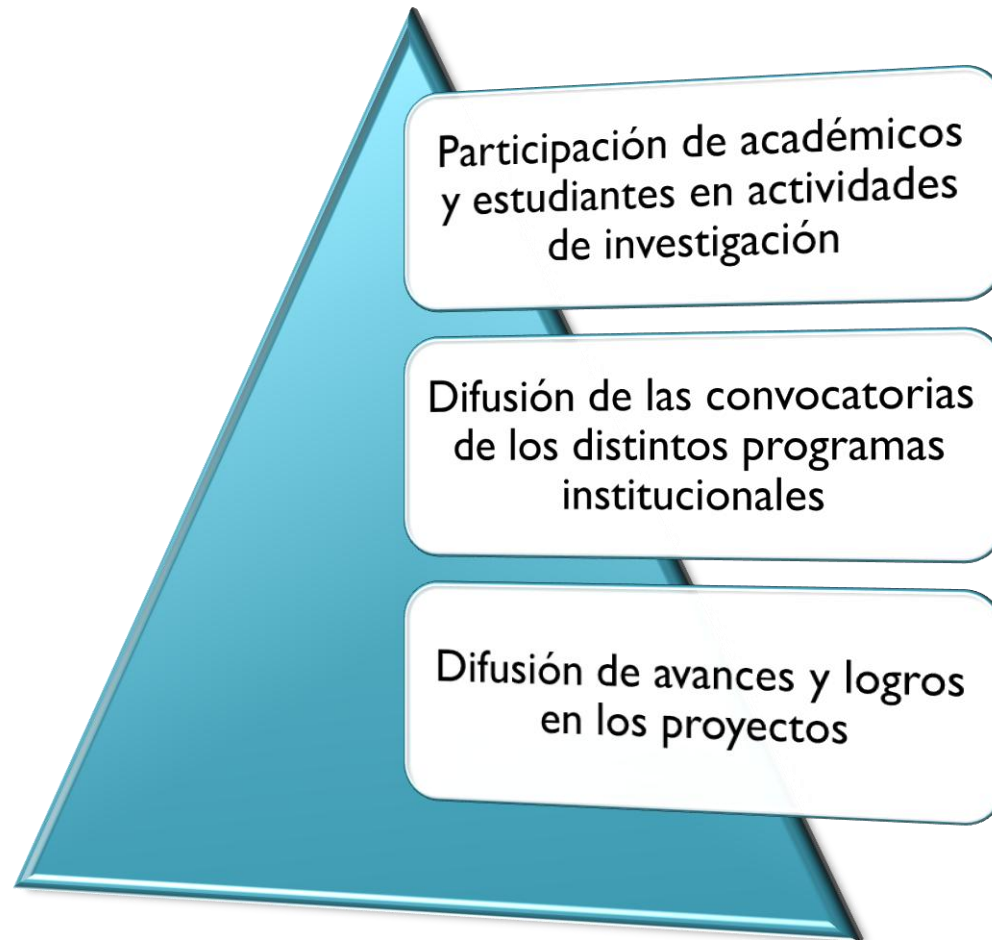 Participación de académicos
y estudiantes en actividades
de investigación
Difusión de las convocatorias
de los distintos programas
institucionales
Difusión de avances y logros
en los proyectos